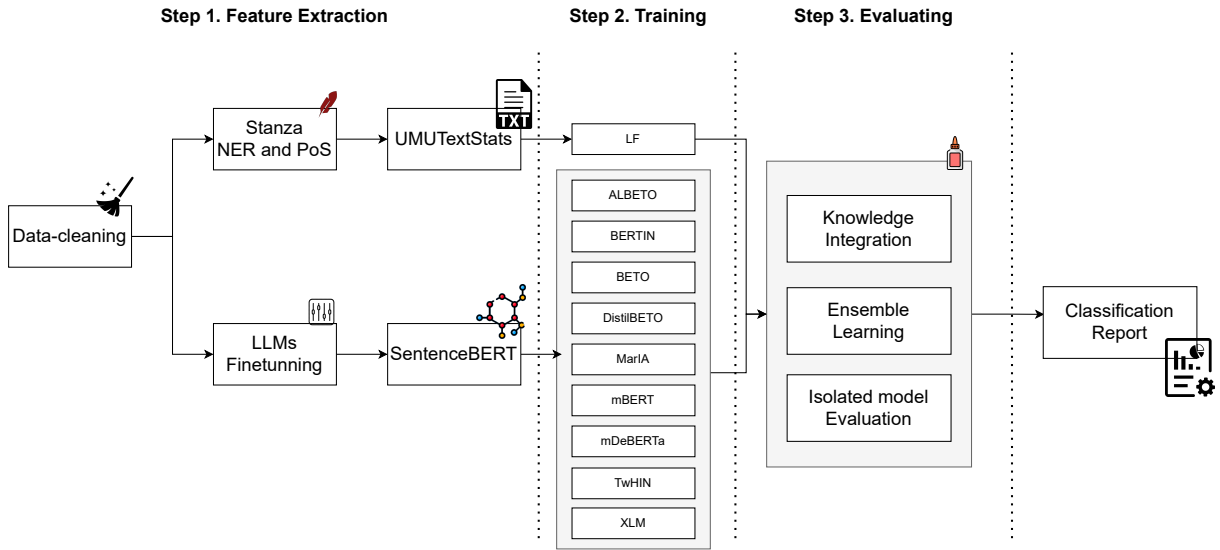 Step 1. Feature Extraction
Step 2. Training
Step 3. Evaluating
Data-cleaning
Stanza
NER and PoS
UMUTextStats
TXT
LLMs
Finetunning
SentenceBERT
LF
ALBETO
BERTIN
BETO
DistilBETO
MarIA
mBERT
mDeBERTa
TwHIN
XLM
Knowledge
Integration
Ensemble
Learning
Isolated model
Evaluation
Classification
Report